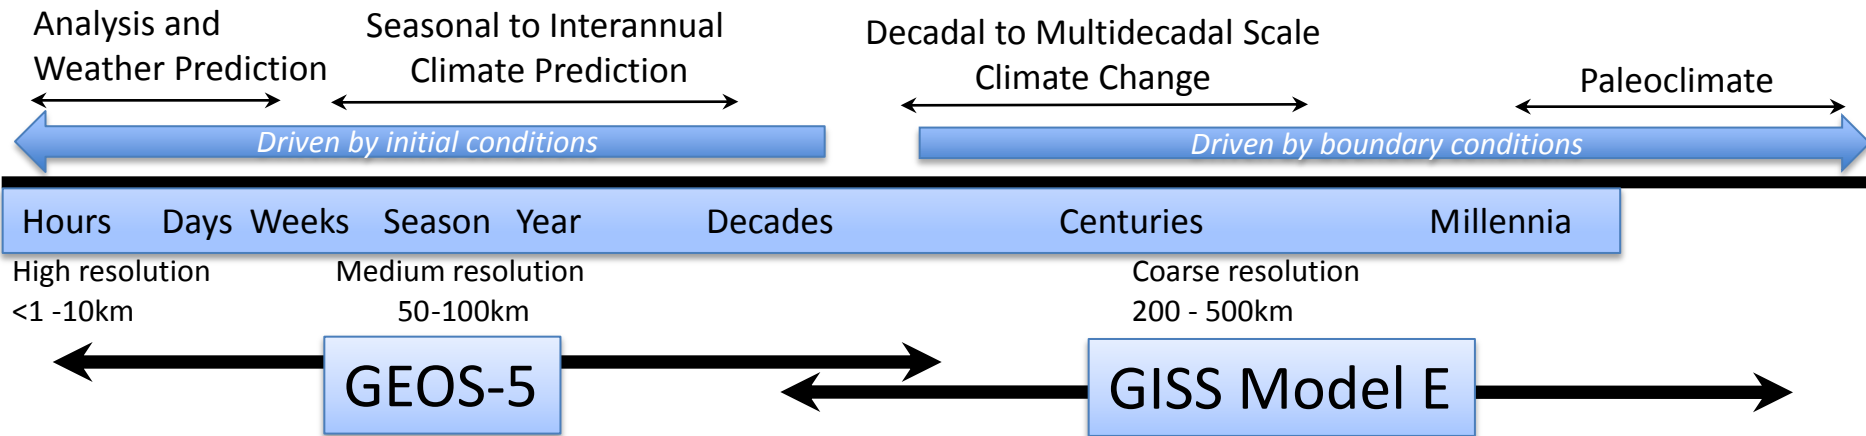 Analysis and
Weather Prediction
Seasonal to Interannual
Climate Prediction
Decadal to Multidecadal Scale
Climate Change
Paleoclimate
Driven by initial conditions
Driven by boundary conditions
Hours Days Weeks Season Year Decades Centuries Millennia
High resolution
<1 -10km
Medium resolution
50-100km
Coarse resolution
200 - 500km
GEOS-5
GISS Model E